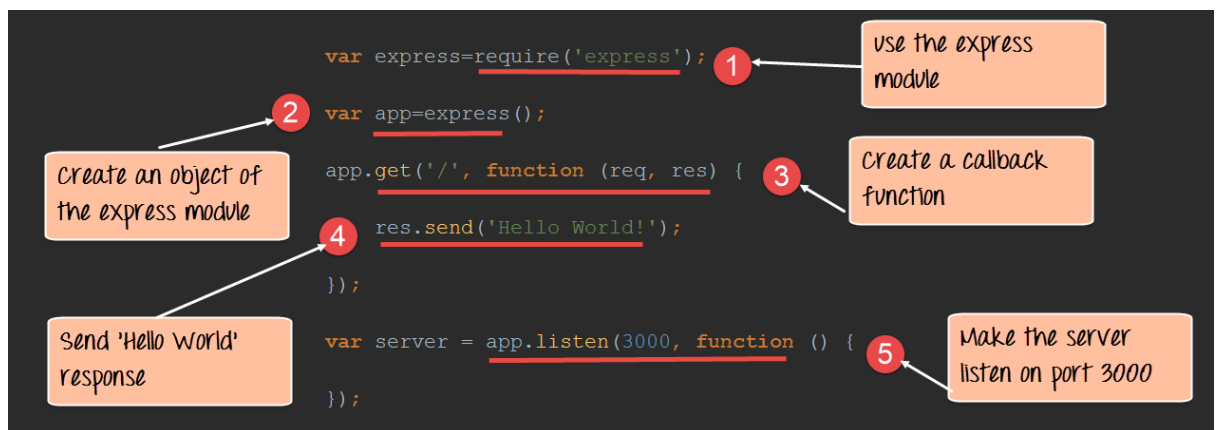 var express=require('express');
1
use the express
module
2
var app=express();
Create an object of
the express module
app.get('/', function (req, res) {
3
Create a callback
function
4
res.send('Hello World!');
});
Send 'Hello World'
response
var server = app.listen(3000, function () {
5
Make the server
listen on port 3000
});